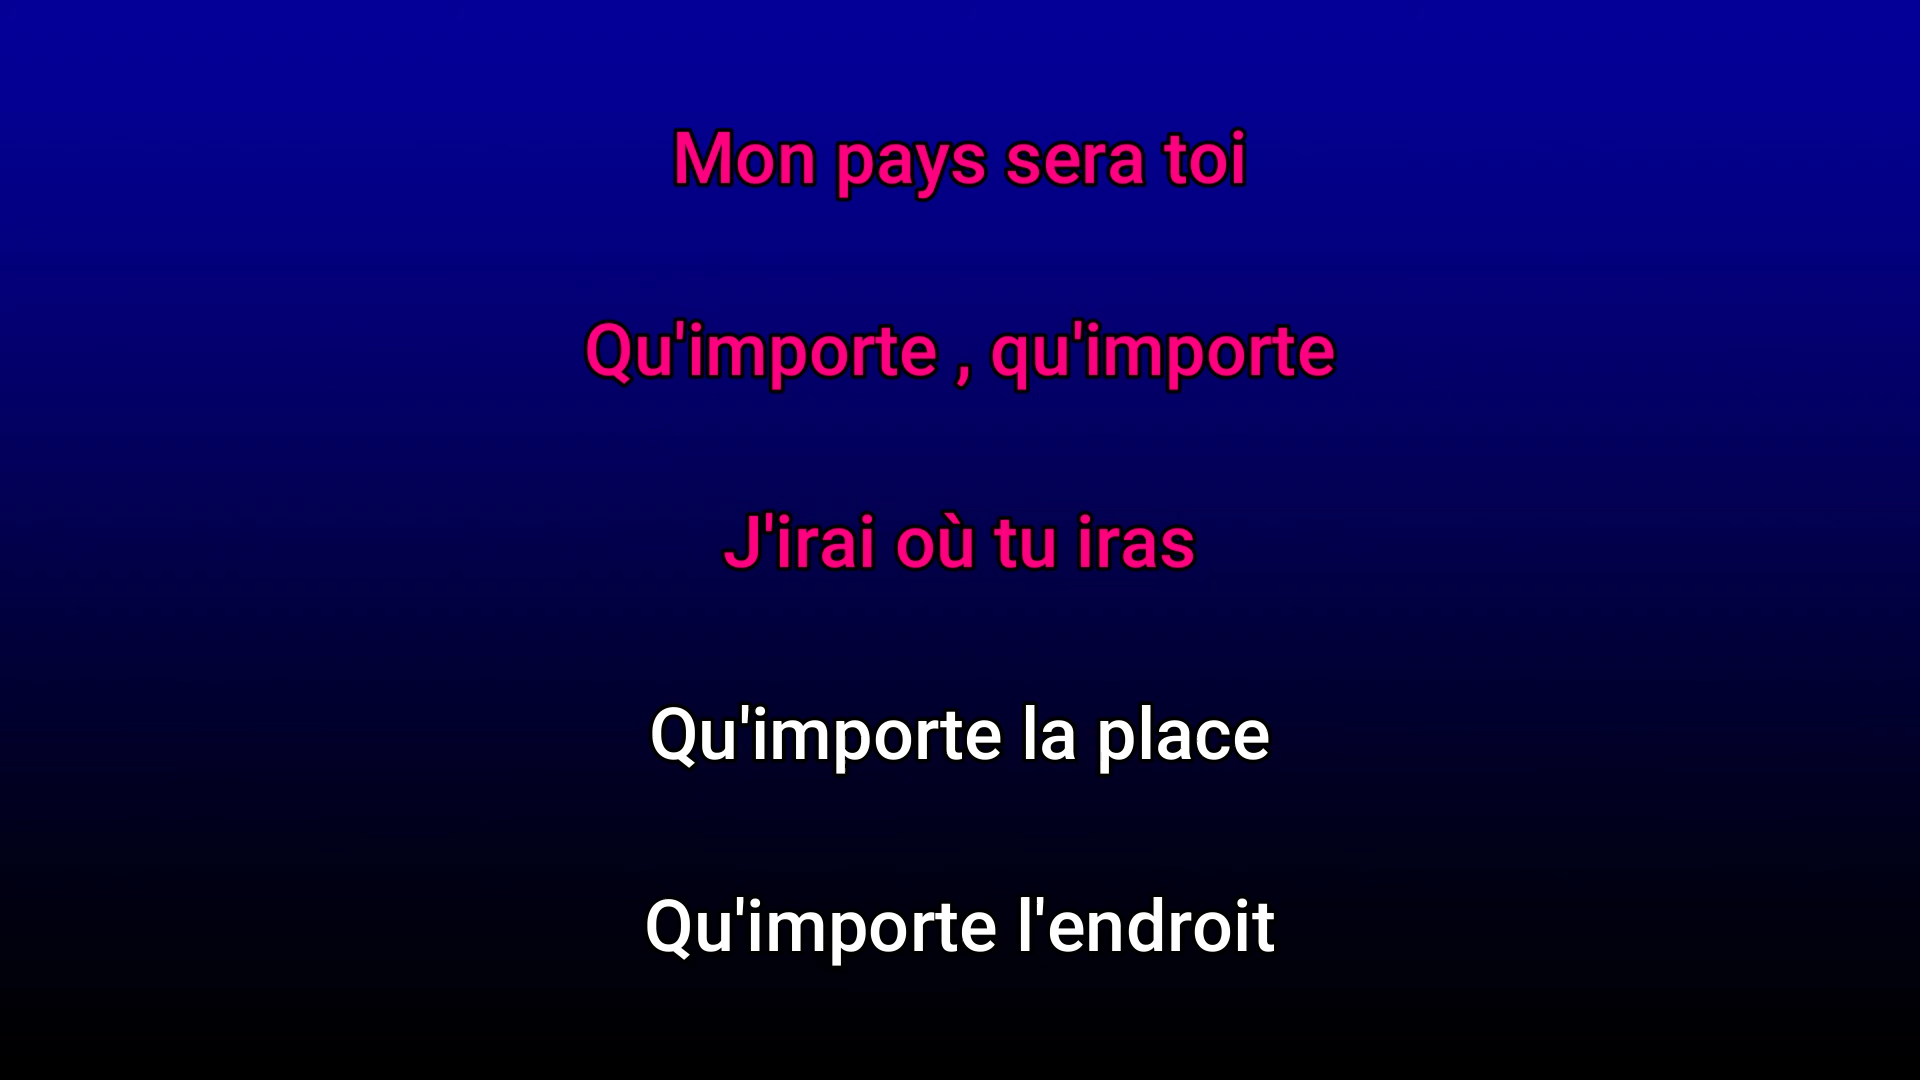 Mon pays sera toi
Qu'importe , qu'importe
J'irai où tu iras
Qu'importe la place
Qu'importe l'endroit